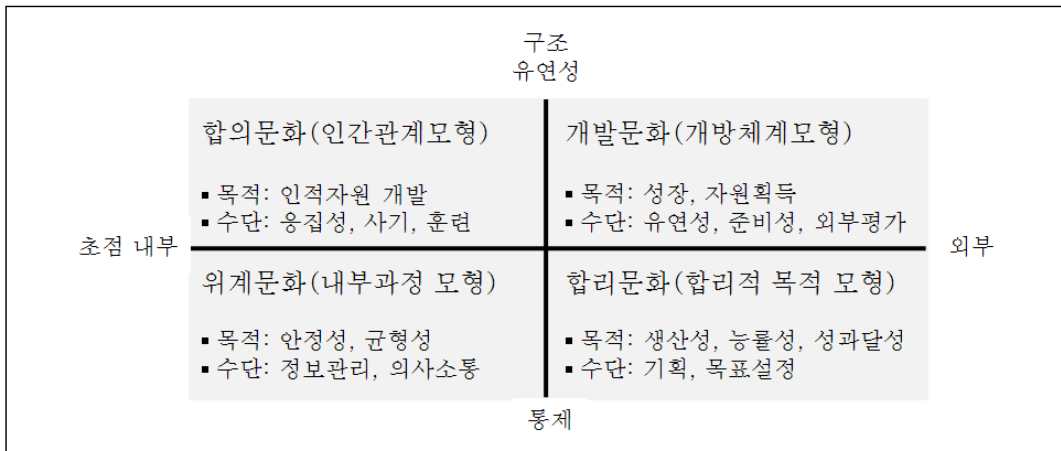 구조
유연성
합의문화(인간관계모형)
▪ 목적: 인적자원 개발
▪ 수단: 응집성, 사기, 훈련
개발문화(개방체계모형)
▪ 목적: 성장, 자원획득
▪ 수단: 유연성, 준비성, 외부평가
초점 내부
외부
위계문화(내부과정 모형)
▪ 목적: 안정성, 균형성
▪ 수단: 정보관리, 의사소통
합리문화(합리적 목적 모형)
▪ 목적: 생산성, 능률성, 성과달성
▪ 수단: 기획, 목표설정
통제